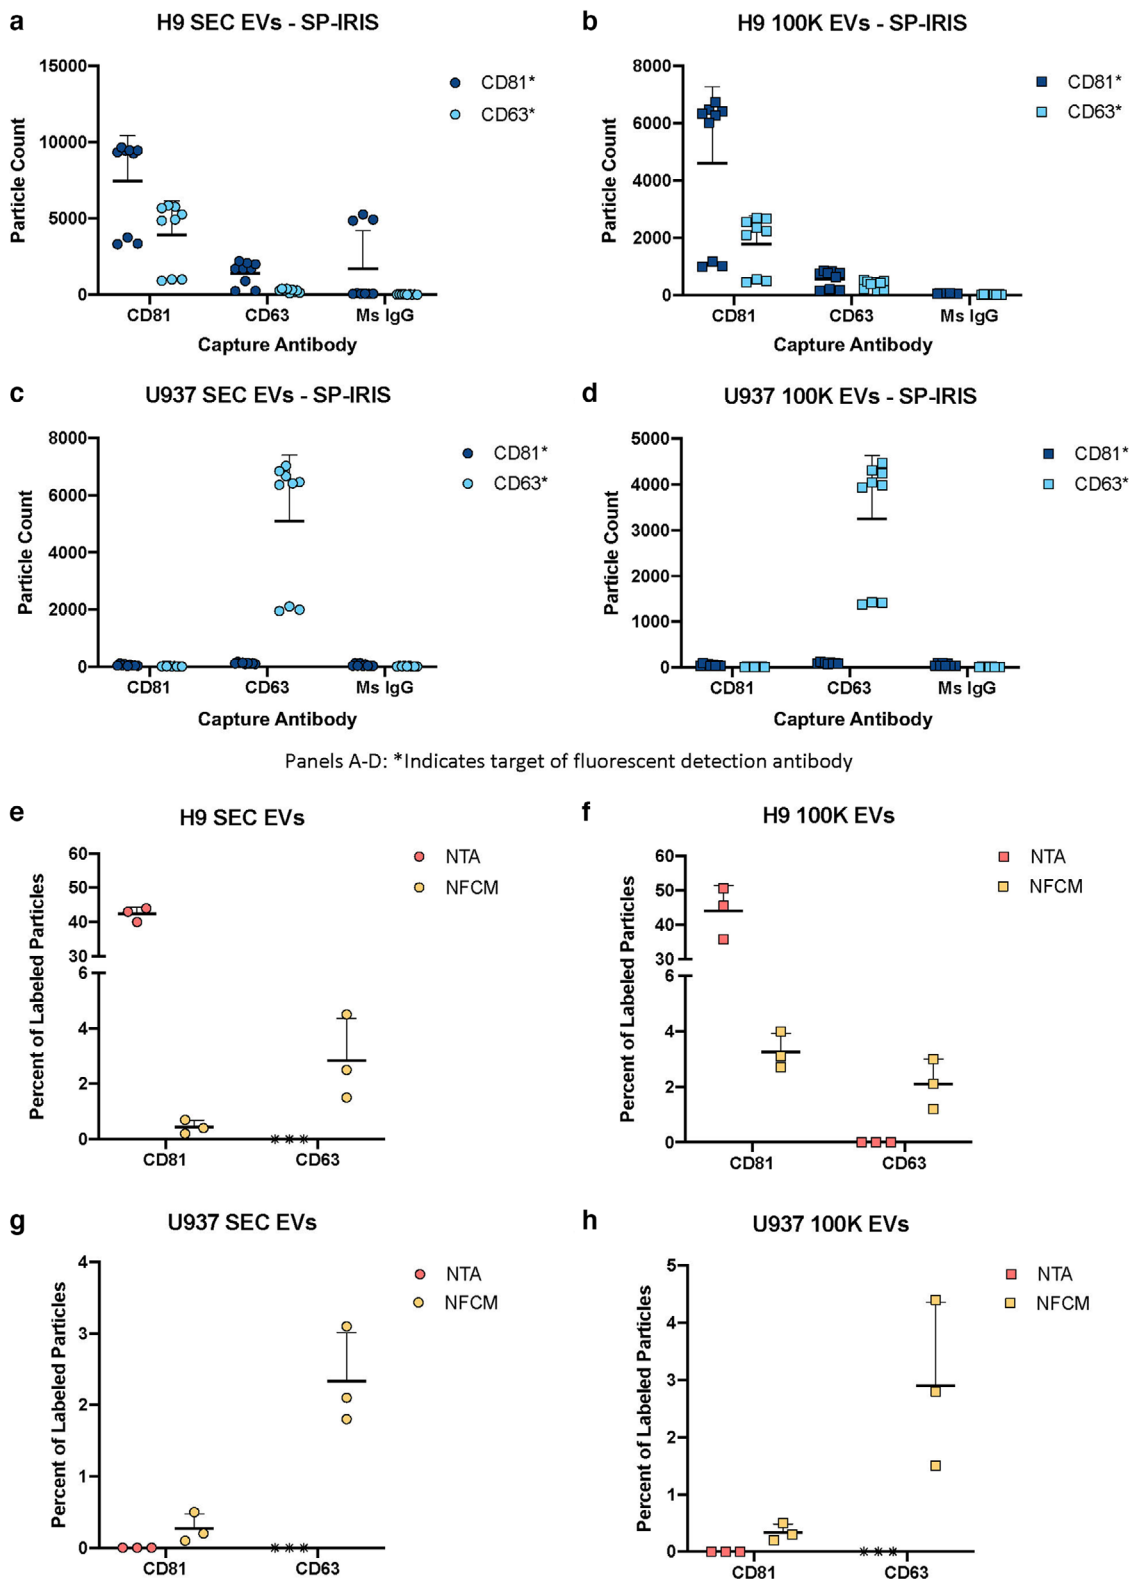 a
H9 SEC EVs - SP-IRIS
15000
10000
5000
0
Particle Count
CD81
CD63
Ms IgG
Capture Antibody
CD81*
CD63*
b
H9 100K EVs - SP-IRIS
8000
6000
4000
2000
0
Particle Count
CD81
CD63
Ms IgG
Capture Antibody
CD81*
CD63*
c
U937 SEC EVs - SP-IRIS
8000
6000
4000
2000
0
Particle Count
CD81
CD63
Ms IgG
Capture Antibody
CD81*
CD63*
d
U937 100K EVs - SP-IRIS
5000
4000
3000
2000
1000
0
Particle Count
CD81
CD63
Ms IgG
Capture Antibody
CD81*
CD63*
Panels A-D: *Indicates target of fluorescent detection antibody
e
H9 SEC EVs
60
50
40
30
6
4
2
0
Percent of Labeled Particles
CD81
CD63
NTA
NFCM
f
H9 100K EVs
60
50
40
30
6
4
2
0
Percent of Labeled Particles
CD81
CD63
NTA
NFCM
g
U937 SEC EVs
4
3
2
1
0
Percent of Labeled Particles
CD81
CD63
NTA
NFCM
h
U937 100K EVs
5
4
3
2
1
0
Percent of Labeled Particles
CD81
CD63
NTA
NFCM